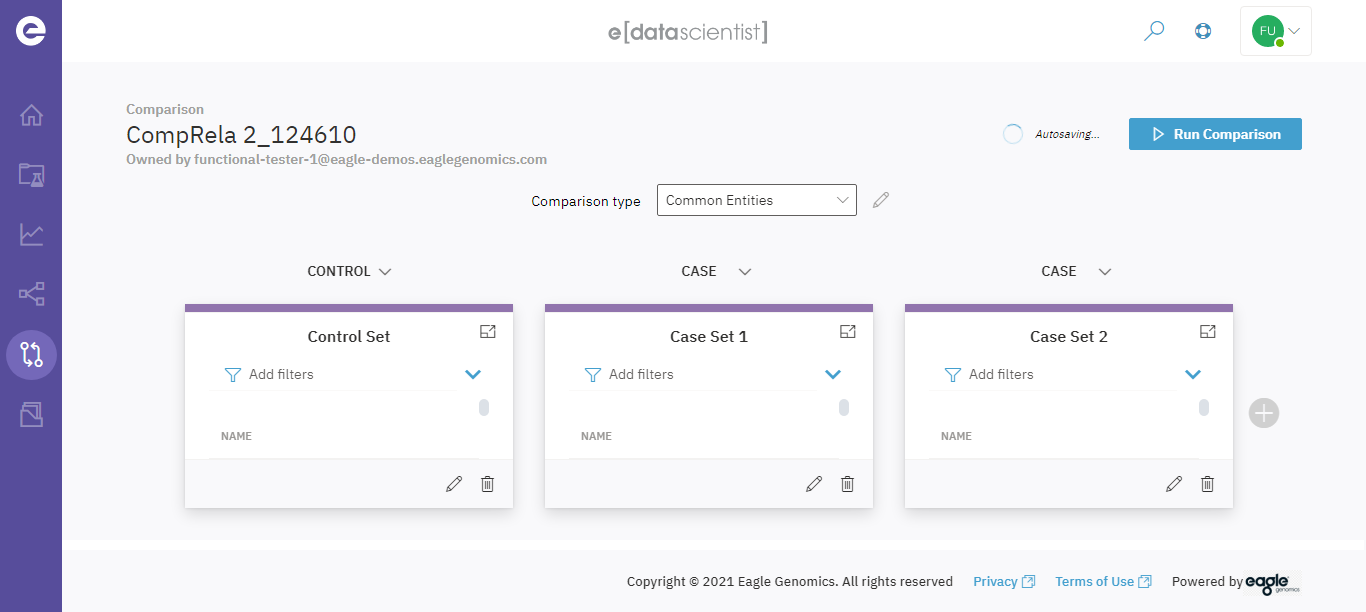 e[datascientist]
FU
Comparison
CompRela 2_124610
Owned by functional-tester-1@eagle-demos.eaglegenomics.com
Autosaving...
Run Comparison
Comparison type
Common Entities
CONTROL
CASE
CASE
Control Set
Case Set 1
Case Set 2
Add filters
Add filters
Add filters
NAME
NAME
NAME
Copyright © 2021 Eagle Genomics. All rights reserved
Privacy
Terms of Use
Powered by eagle genomics